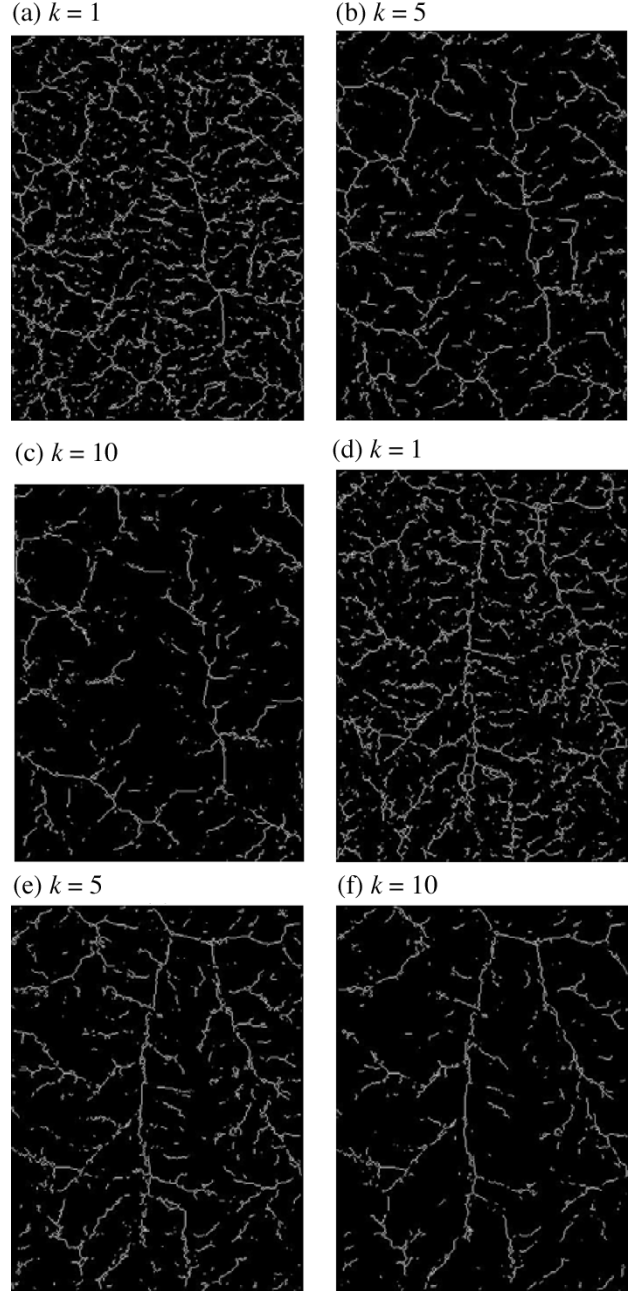 (a) k = 1
(b) k = 5
(c) k = 10
(d) k = 1
(e) k = 5
(f) k = 10